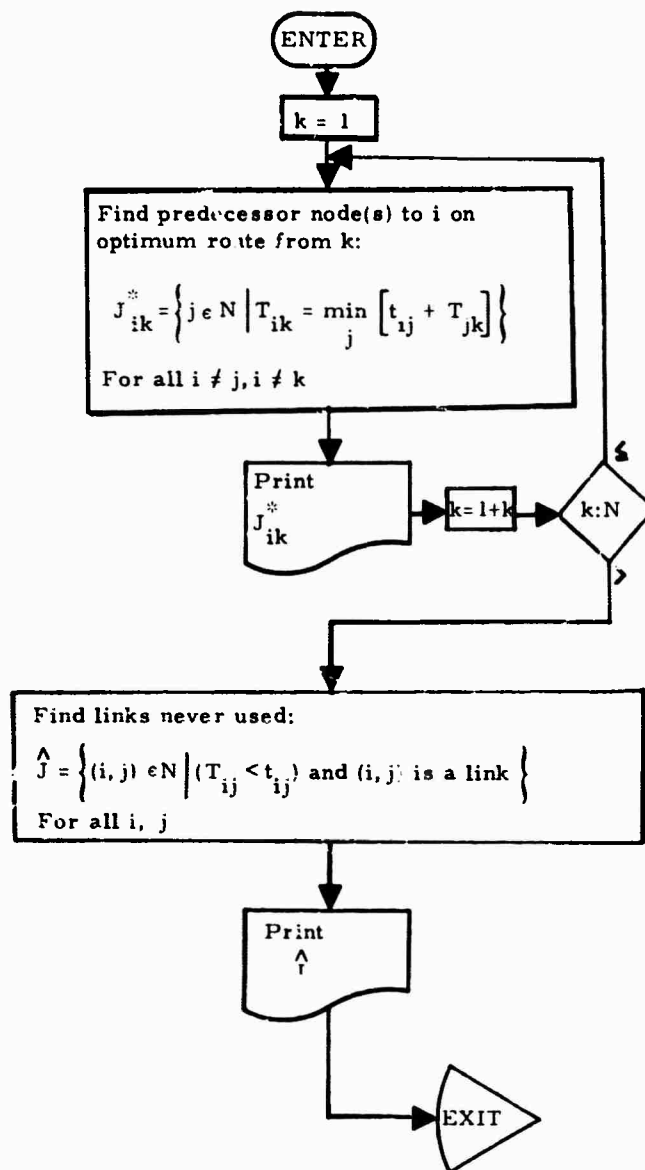 ENTER
k = 1
Find predecessor node(s) to i on
optimum route from k:
J*ik = {j ϵ N | Tik = min j [tij + Tjk]}
For all i ≠ j, i ≠ k
Print
J*ik
k=1+k
k:N
≤
>
Find links never used:
Ĵ = {(i, j) ϵN | (Tij < tij) and (i, j) is a link}
For all i, j
Print
EXIT